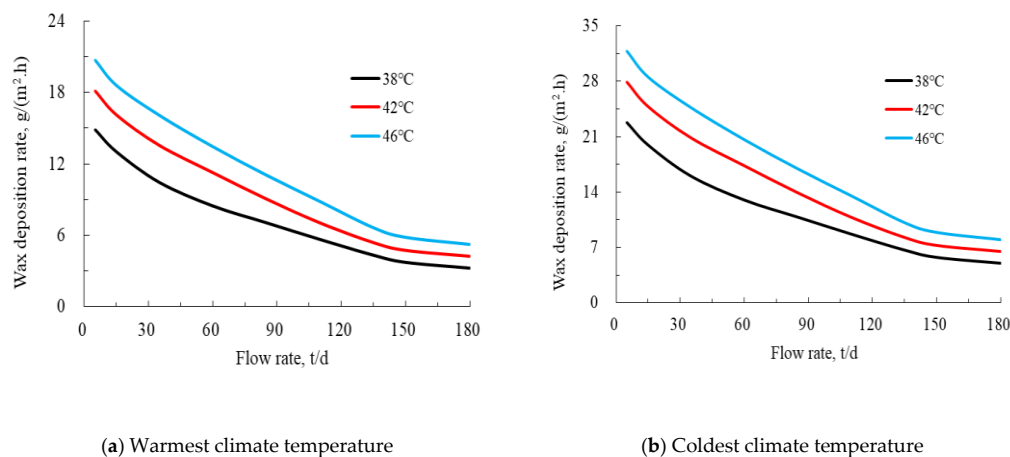 24
18
12
6
0
Wax deposition rate, g/(m².h)
38℃
42℃
46℃
0 30 60 90 120 150 180
Flow rate, t/d
(a) Warmest climate temperature
35
28
21
14
7
0
Wax deposition rate, g/(m².h)
38℃
42℃
46℃
0 30 60 90 120 150 180
Flow rate, t/d
(b) Coldest climate temperature